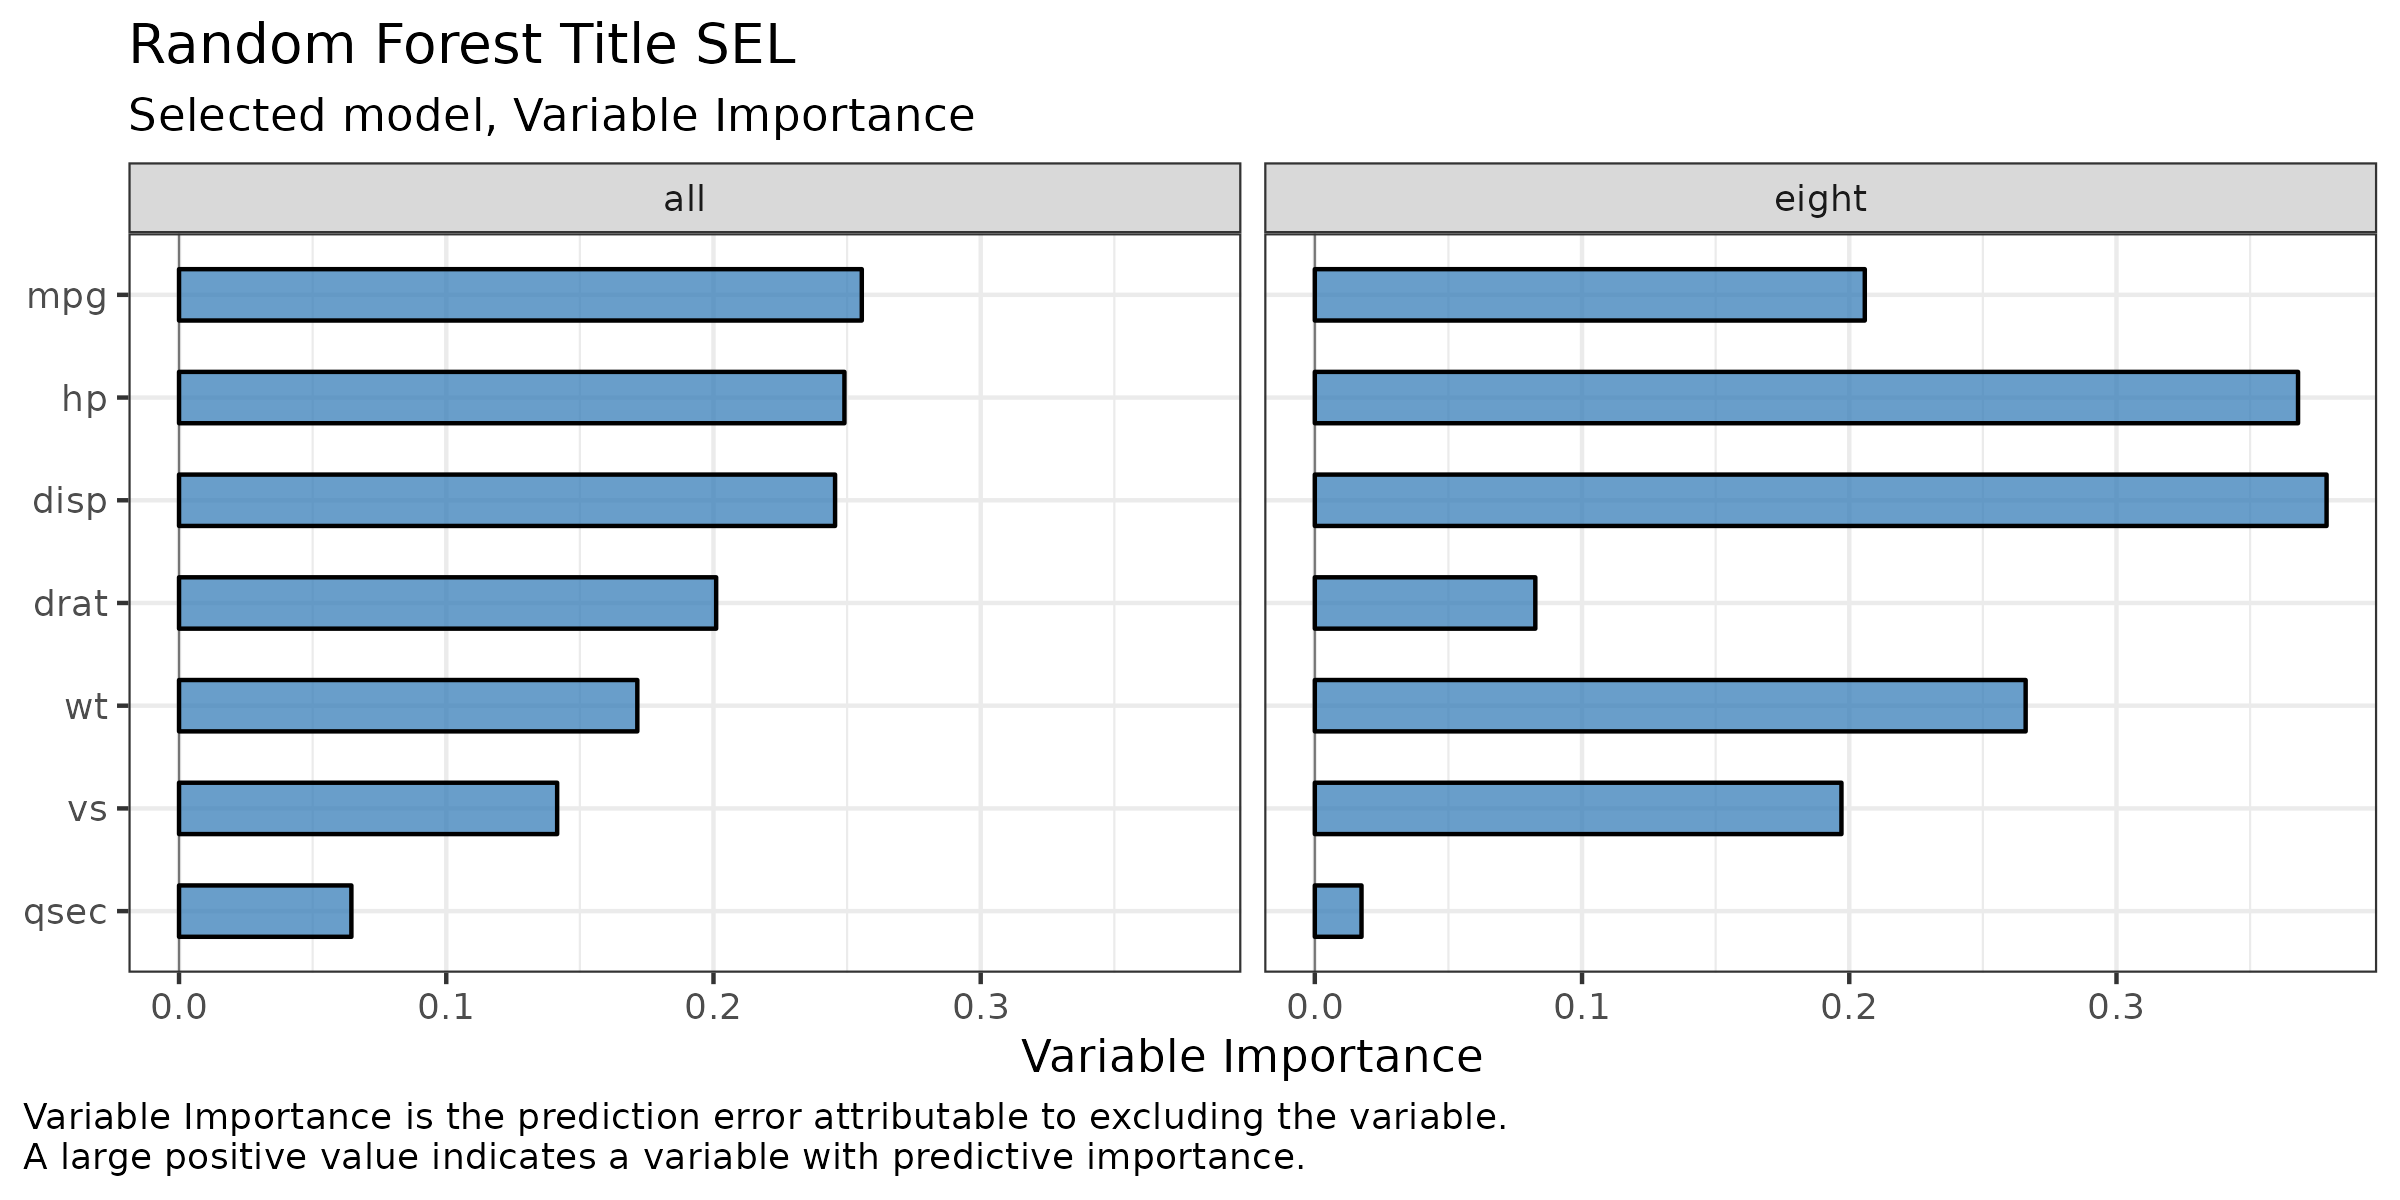 Random Forest Title SEL
Selected model, Variable Importance
all
eight
mpg
hp
disp
drat
wt
vs
qsec
0.0 0.1 0.2 0.3
0.0 0.1 0.2 0.3
Variable Importance
Variable Importance is the prediction error attributable to excluding the variable.
A large positive value indicates a variable with predictive importance.